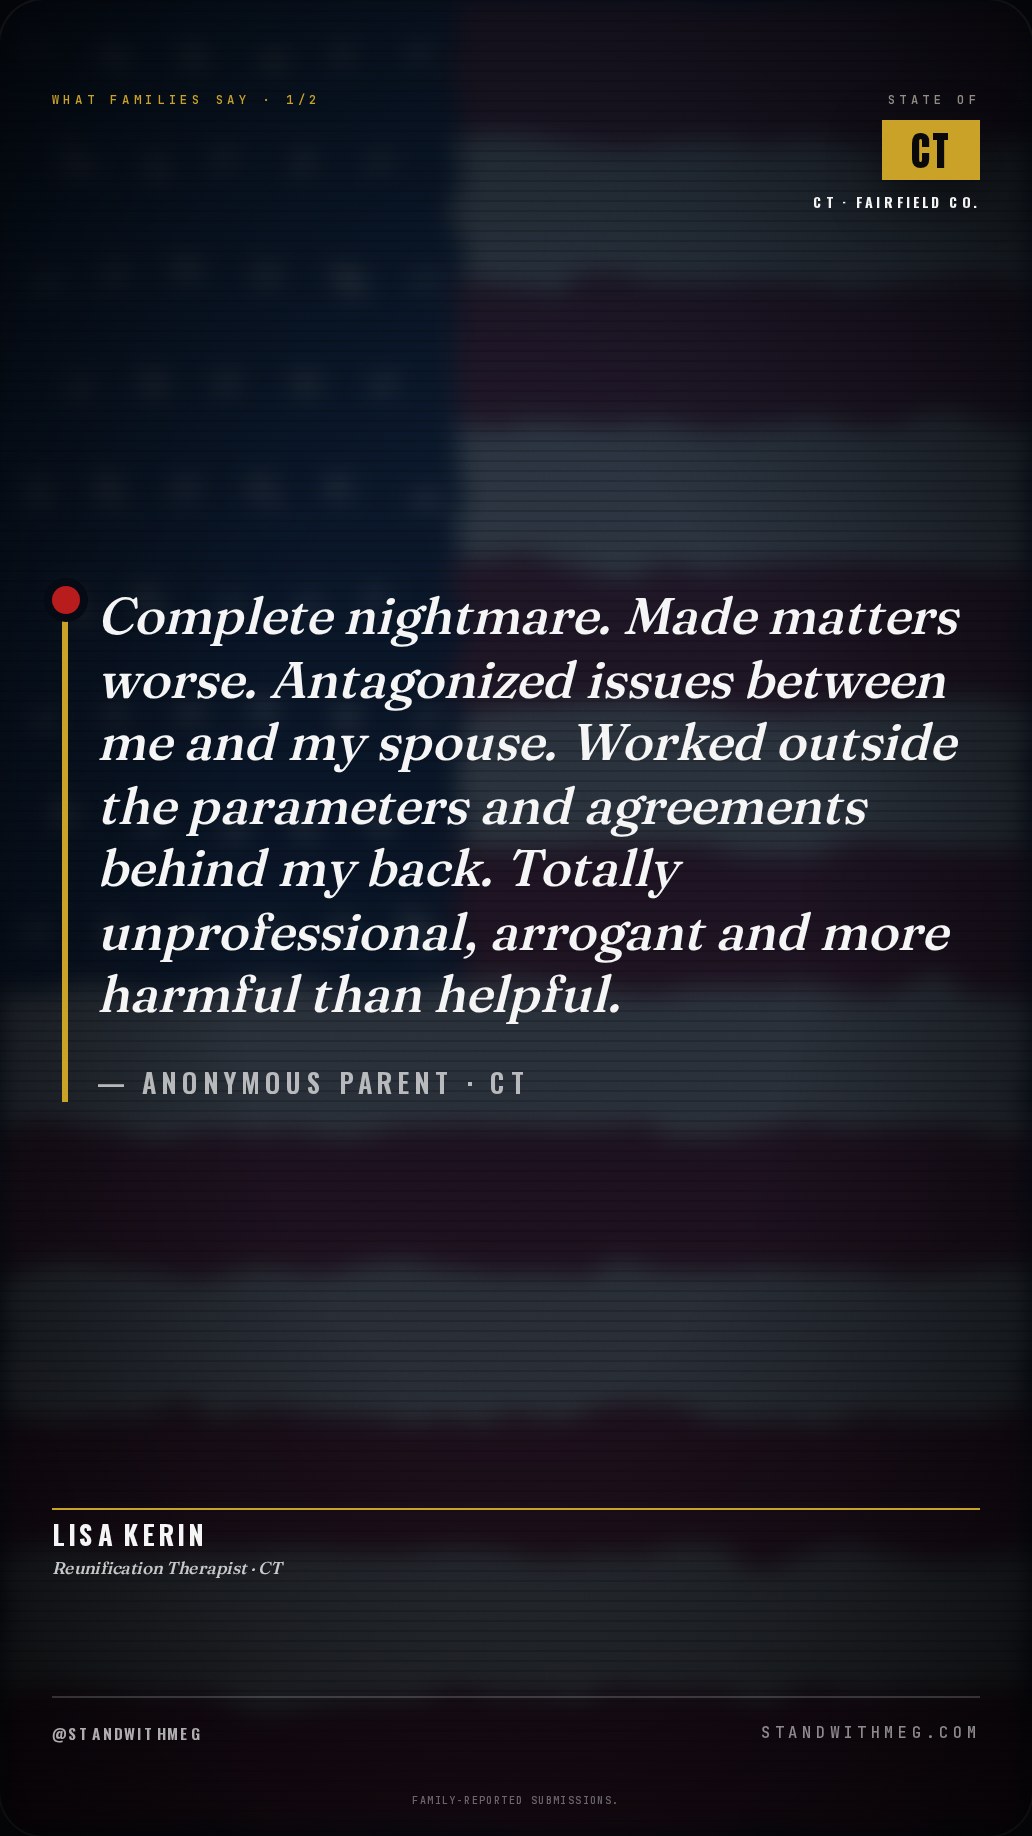 WHAT FAMILIES SAY · 1/2
STATE OF
CT
CT · FAIRFIELD CO.
Complete nightmare. Made matters
worse. Antagonized issues between
me and my spouse. Worked outside
the parameters and agreements
behind my back. Totally
unprofessional, arrogant and more
harmful than helpful.
— ANONYMOUS PARENT · CT
LISA KERIN
Reunification Therapist · CT
@STANDWITHMEG
STANDWITHMEG.COM
FAMILY-REPORTED SUBMISSIONS.